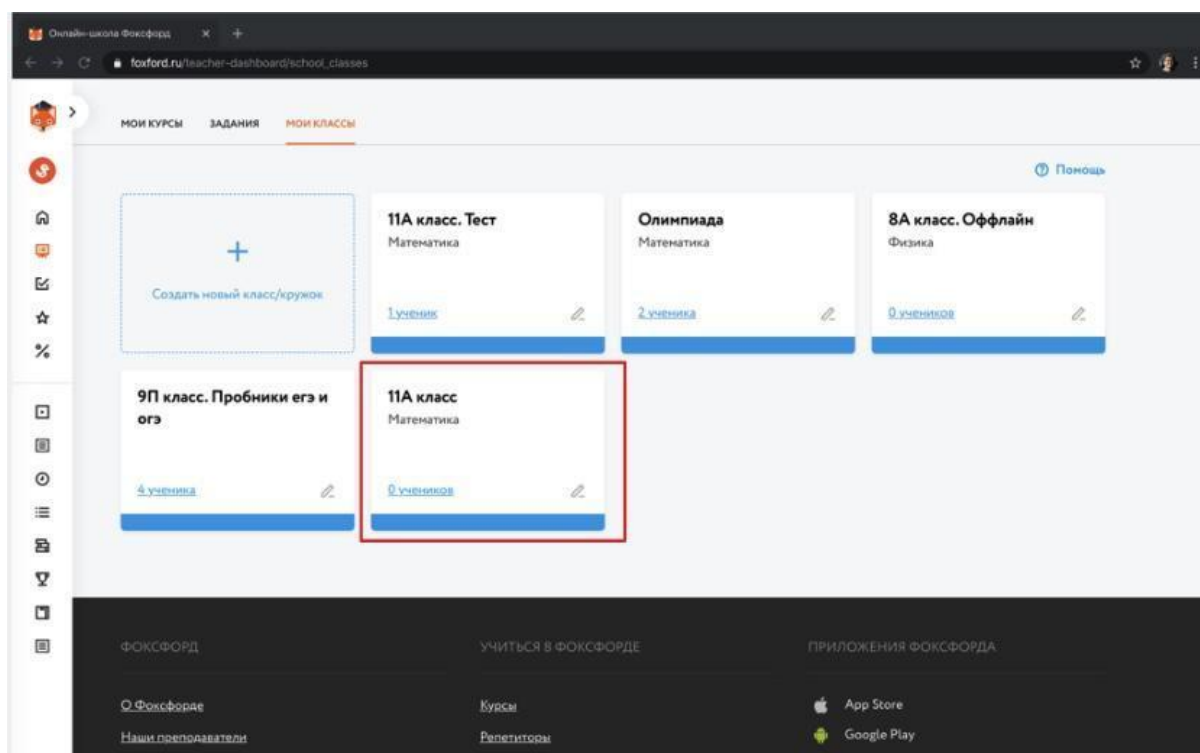 Онлайн-школа Фоксфорд
foxford.ru/teacher-dashboard/school_classes
МОИ КУРСЫ ЗАДАНИЯ МОИ КЛАССЫ
Помощь
Создать новый класс/кружок
11А класс. Тест
Математика
1 ученик
Олимпиада
Математика
2 ученика
8А класс. Оффлайн
Физика
0 учеников
9П класс. Пробники егэ и
огэ
4 ученика
11А класс
Математика
0 учеников
ФОКСФОРД
О Фоксфорде
Наши преподаватели
УЧИТЬСЯ В ФОКСФОРДЕ
Курсы
Репетиторы
ПРИЛОЖЕНИЯ ФОКСФОРДА
App Store
Google Play